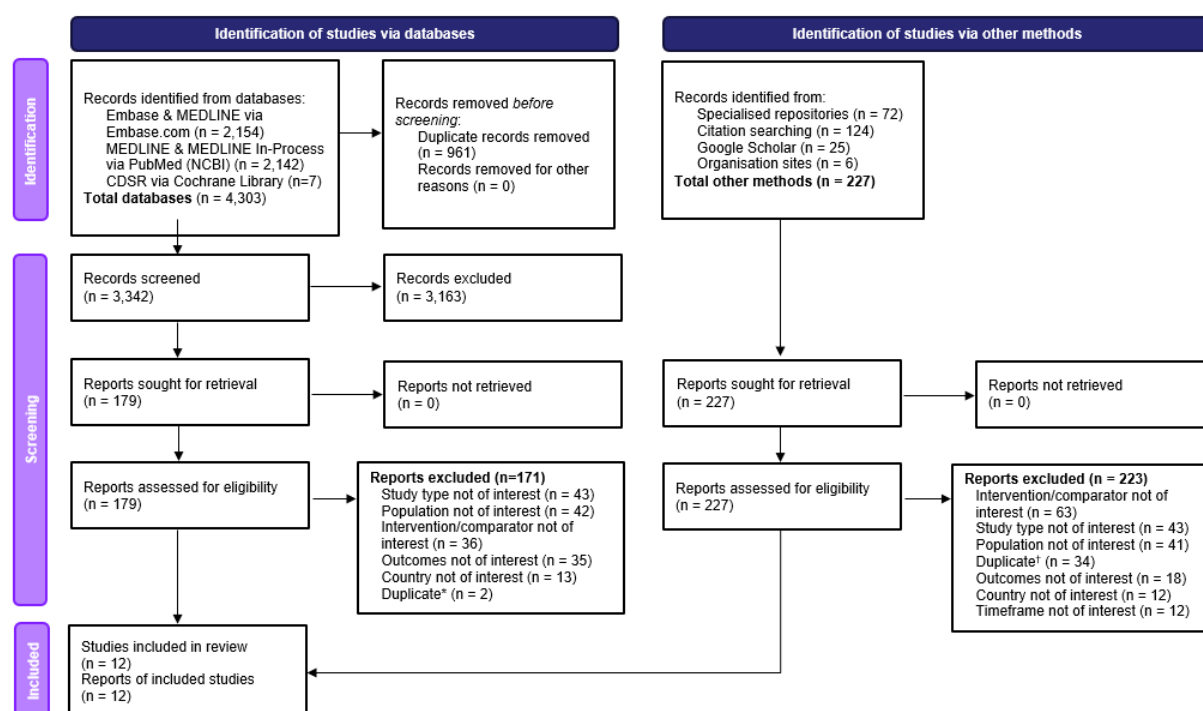 Identification of studies via databases
Identification of studies via other methods
Identification
Records identified from databases:
Embase & MEDLINE via
Embase.com (n = 2,154)
MEDLINE & MEDLINE In-Process
via PubMed (NCBI) (n = 2,142)
CDSR via Cochrane Library (n=7)
Total databases (n = 4,303)
Records removed before
screening:
Duplicate records removed
(n = 961)
Records removed for other
reasons (n = 0)
Records identified from:
Specialised repositories (n = 72)
Citation searching (n = 124)
Google Scholar (n = 25)
Organisation sites (n = 6)
Total other methods (n = 227)
Screening
Records screened
(n = 3,342)
Records excluded
(n = 3,163)
Reports sought for retrieval
(n = 179)
Reports not retrieved
(n = 0)
Reports sought for retrieval
(n = 227)
Reports not retrieved
(n = 0)
Reports assessed for eligibility
(n = 179)
Reports excluded (n=171)
Study type not of interest (n = 43)
Population not of interest (n = 42)
Intervention/comparator not of
interest (n = 36)
Outcomes not of interest (n = 35)
Country not of interest (n = 13)
Duplicate* (n = 2)
Reports assessed for eligibility
(n = 227)
Reports excluded (n = 223)
Intervention/comparator not of
interest (n = 63)
Study type not of interest (n = 43)
Population not of interest (n = 41)
Duplicate† (n = 34)
Outcomes not of interest (n = 18)
Country not of interest (n = 12)
Timeframe not of interest (n = 12)
Included
Studies included in review
(n = 12)
Reports of included studies
(n = 12)